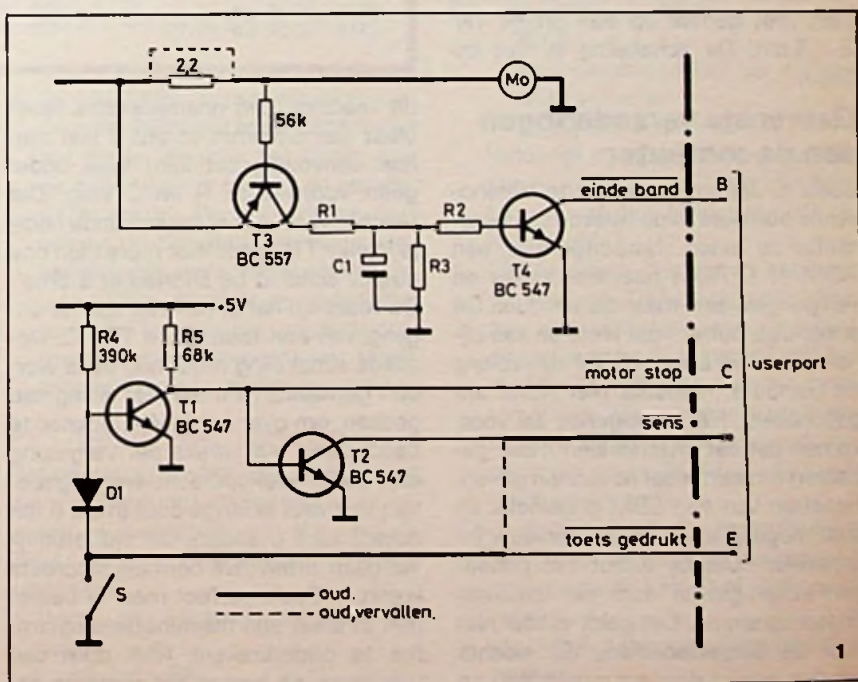 2,2
Mo
56k
einde band
B
R1
R2
T3
BC 557
C1
R3
T4
BC 547
.5V
R4
390k
R5
68k
motor stop
C
userport
T1
BC 547
sens
T2
BC 547
D1
toets gedrukt
E
S
oud.
oud,vervallen.
1